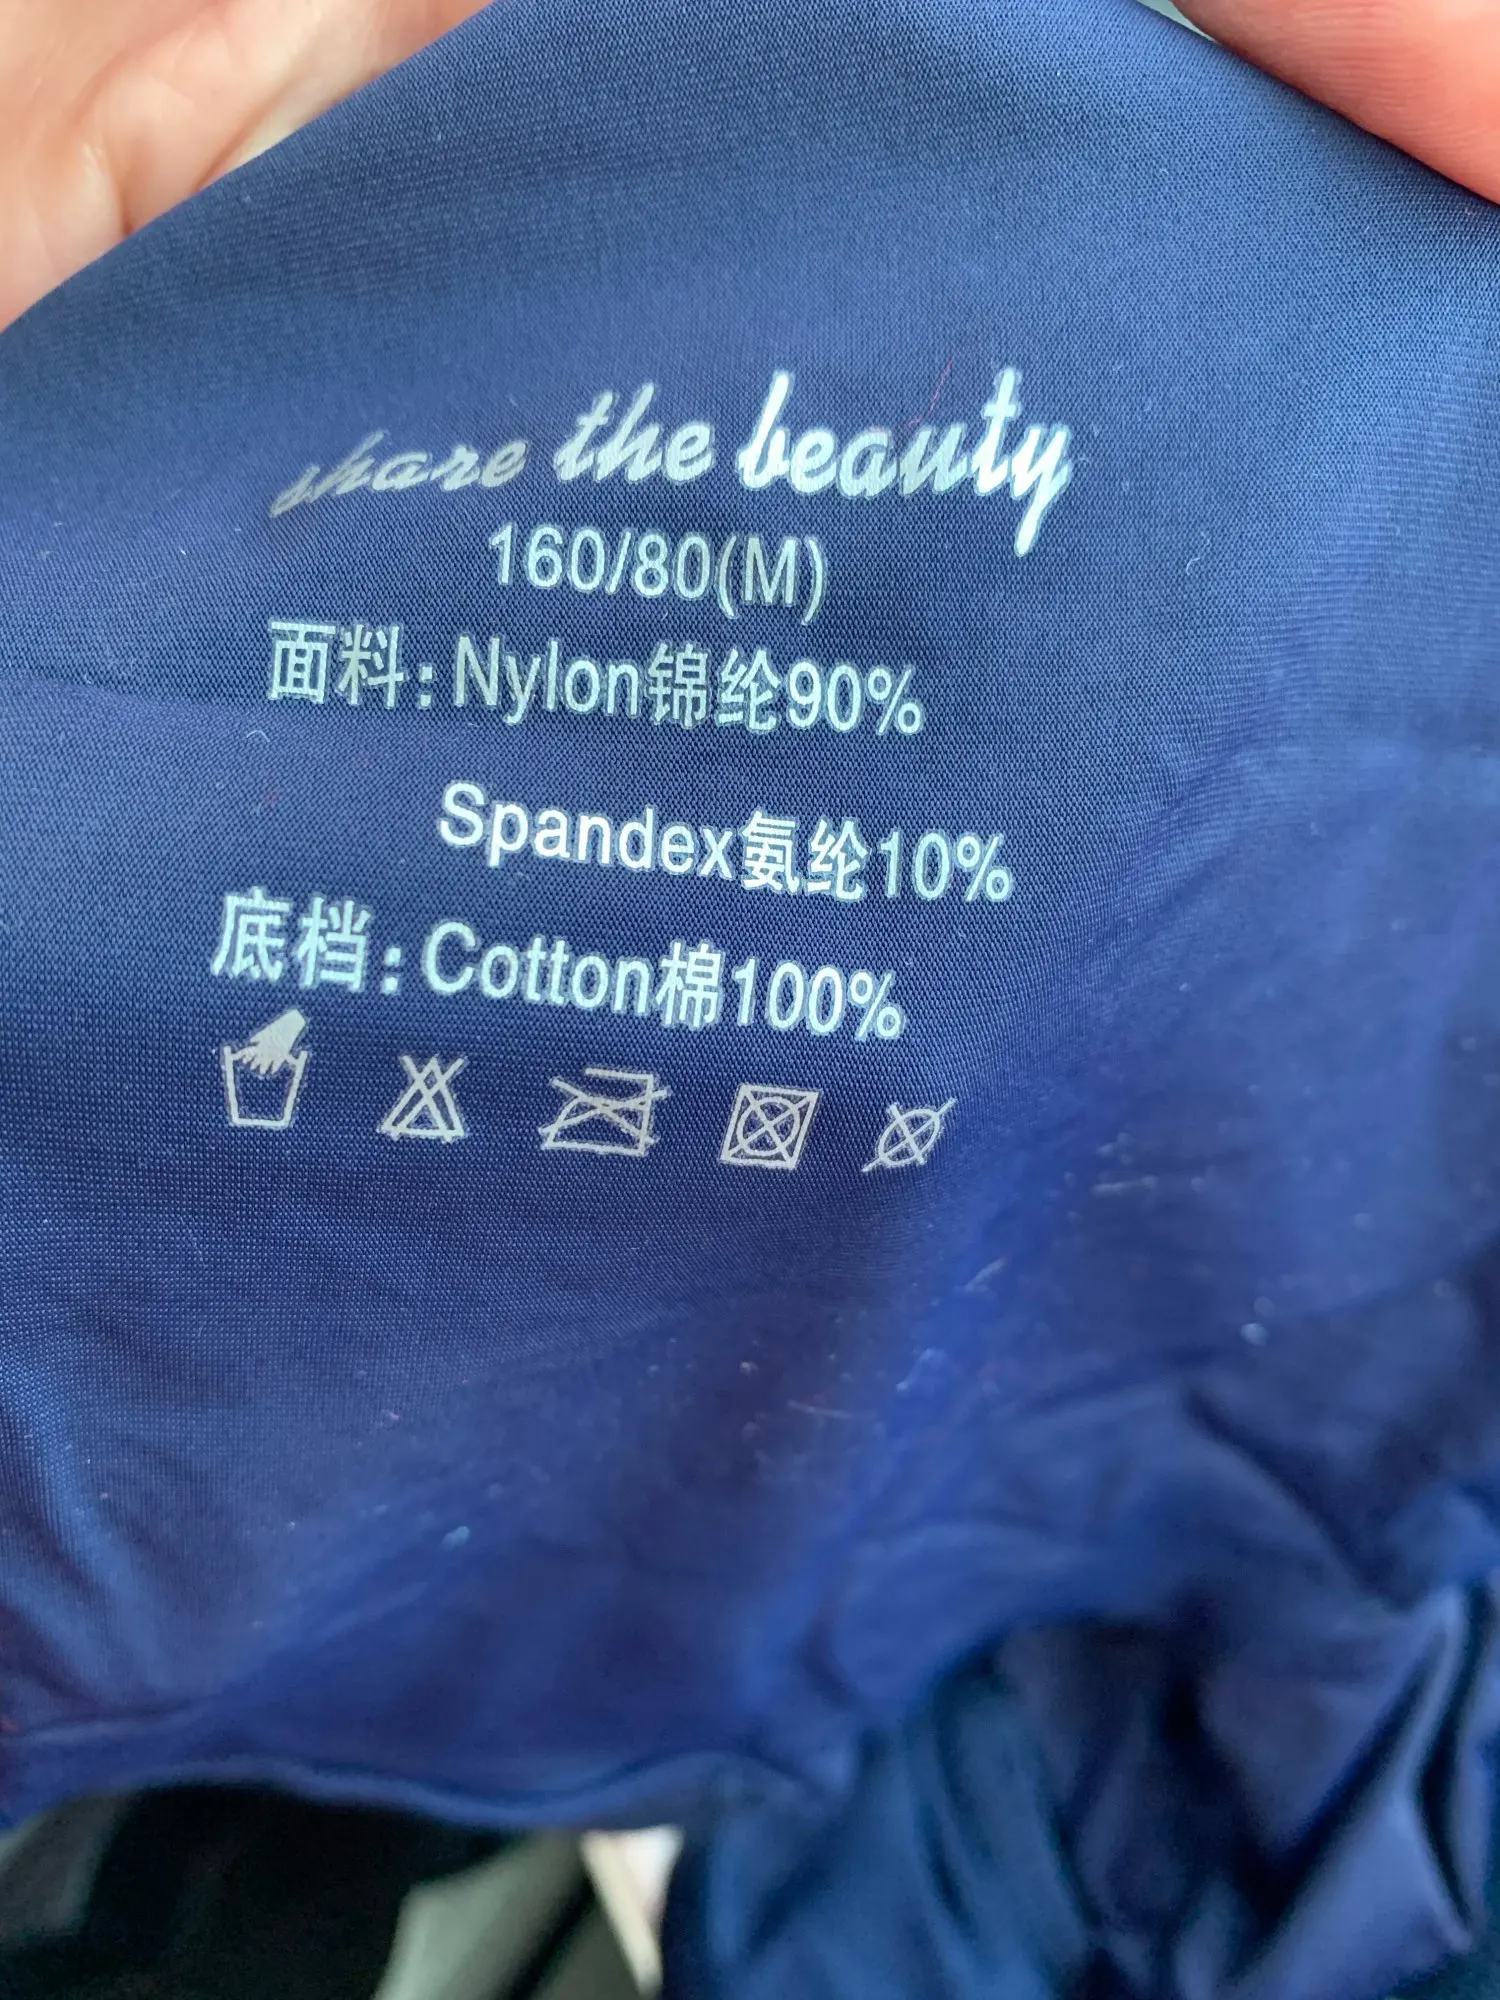 share the beauty
160/80(M)
面料:Nylon锦纶90%
Spandex氨纶10%
底档:Cotton棉100%